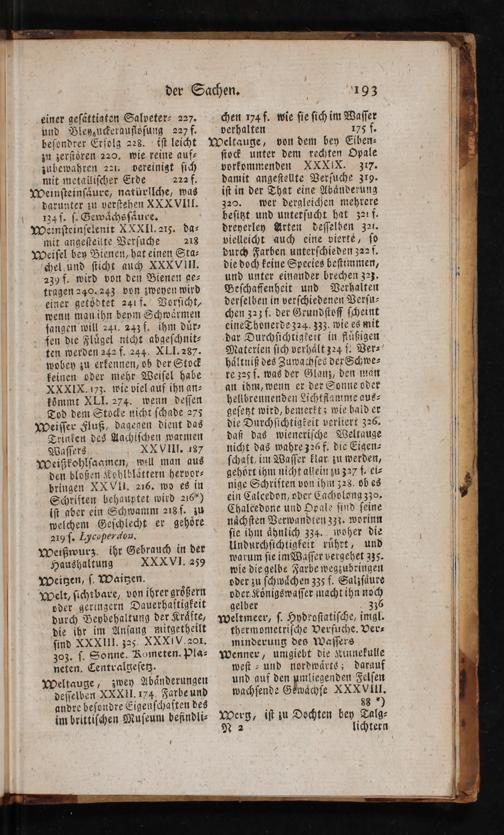 der Sachen. 193
einer gesättigten Salpeter- 227.
und Bleyzuckerauflösung 227 f.
besondrer Erfolg 228. ist leicht
zu zerstören 220. wie reine auf-
zubewahren 221. vereinigt sich
mit metallischer Erde 222 f.
Weinsteinsäure, natürliche, was
darunter zu verstehen XXXVIII.
134 f. s. Gewächssäure.
Weinsteinselenit XXXII. 215. da-
mit angestellte Versuche 218
Weisel bey Bienen, hat einen Sta-
chel und sticht auch XXXVIII.
239 f. wird von den Bienen ge-
tragen 240. 243 von zweyen wird
einer getödtet 241 f. Vorsicht,
wenn man ihn beym Schwärmen
fangen will 241. 243 f. ihm dür-
fen die Flügel nicht abgeschnit-
ten werden 242 f. 244. XLI. 287.
wobey zu erkennen, ob der Stock
keinen oder mehr Weisel habe
XXXIX. 173. wie viel auf ihn an-
kömmt XLI. 274. wenn dessen
Tod dem Stocke nicht schade 275
Weisser Fluß, dagegen dient das
Trinken des Aachischen warmen
Wassers XXVIII. 187
Weißkohlsaamen, will man aus
den bloßen Kohlblättern hervor-
bringen XXVII. 216. wo es in
Schriften behauptet wird 216*)
ist aber ein Schwamm 218 f. zu
welchem Geschlecht er gehöre
219 f. Lycoperdon.
Weißwurz. ihr Gebrauch in der
Haushaltung XXXVI. 259
Weitzen, s. Waitzen.
Welt, sichtbare, von ihrer größern
oder geringern Dauerhaftigkeit
durch Beybehaltung der Kräfte,
die ihr im Anfang mitgetheilt
sind XXXIII. 325. XXXIV. 201.
303. s. Sonne. Kometen. Pla-
neten. Centralgesetz.
Weltauge, zwey Abänderungen
desselben XXXII. 174. Farbe und
andre besondre Eigenschaften des
im brittischen Museum befindli-
chen 174 f. wie sie sich im Wasser
verhalten 175 f.
Weltauge, von dem bey Eiben-
stock unter dem rechten Opale
vorkommenden XXXIX. 317.
damit angestellte Versuche 319.
ist in der That eine Abänderung
320. wer dergleichen mehrere
besitzt und untersucht hat 321 f.
dreyerley Arten desselben 321.
vielleicht auch eine vierte, so
durch Farben unterschieden 322 f.
die doch keine Species bestimmen,
und unter einander brechen 323.
Beschaffenheit und Verhalten
derselben in verschiedenen Versu-
chen 323 f. der Grundstoff scheint
eine Thonerde 324. 333. wie es mit
dar Durchsichtigkeit in flüßigen
Materien sich verhält 324 f. Ver-
hältniß des Zuwachses der Schwe-
re 325 f. was der Glanz, den man
an ihm, wenn er der Sonne oder
hellbrennenden Lichtflamme aus-
gesetzt wird, bemerkt; wie bald er
die Durchsichtigkeit verliert 326.
daß das wienerische Weltauge
nicht das wahre 326 f. die Eigen-
schaft, im Wasser klar zu werden,
gehört ihm nicht allein zu 327 f. ei-
nige Schriften von ihm 328. ob es
ein Calcedon, oder Cacholong 330.
Chalcedone und Opale sind seine
nächsten Verwandten 333. worinn
sie ihm ähnlich 334. woher die
Undurchsichtigkeit rührt, und
warum sie im Wasser vergehet 335.
wie die gelbe Farbe wegzubringen
oder zu schwächen 335 f. Salzsäure
oder Königswasser macht ihn noch
gelber 336
Weltmeer, s. Hydrostatische, imgl.
thermometrische Versuche. Ver-
minderung des Wassers
Wenner, umgiebt die Kinnekulle
west- und nordwärts; darauf
und auf den umliegenden Felsen
wachsende Gewächse XXXVIII.
88 *)
Werg, ist zu Dochten bey Talg-
N 2 lichtern